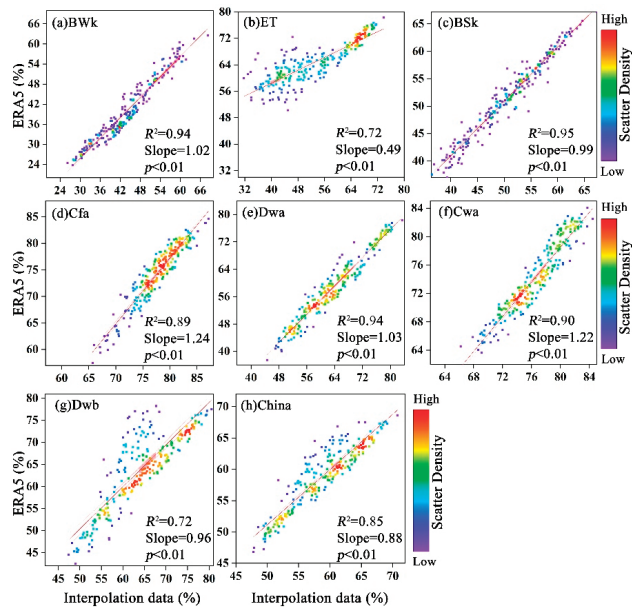 (a)BWk
ERA5 (%)
66
60
54
48
42
36
30
24
R²=0.94
Slope=1.02
p<0.01
24 30 36 42 48 54 60 66
(b)ET
80
72
64
56
48
40
32
R²=0.72
Slope=0.49
p<0.01
32 40 48 56 64 72 80
(c)BSk
65
60
55
50
45
40
R²=0.95
Slope=0.99
p<0.01
40 45 50 55 60 65
High
Scatter Density
Low
(d)Cfa
ERA5 (%)
85
80
75
70
65
60
R²=0.89
Slope=1.24
p<0.01
60 65 70 75 80 85
(e)Dwa
80
72
64
56
48
40
R²=0.94
Slope=1.03
p<0.01
40 48 56 64 72 80
(f)Cwa
84
80
76
72
68
64
R²=0.90
Slope=1.22
p<0.01
64 68 72 76 80 84
High
Scatter Density
Low
(g)Dwb
ERA5 (%)
80
75
70
65
60
55
50
45
R²=0.72
Slope=0.96
p<0.01
45 50 55 60 65 70 75 80
Interpolation data (%)
(h)China
70
65
60
55
50
45
R²=0.85
Slope=0.88
p<0.01
45 50 55 60 65 70
Interpolation data (%)
High
Scatter Density
Low